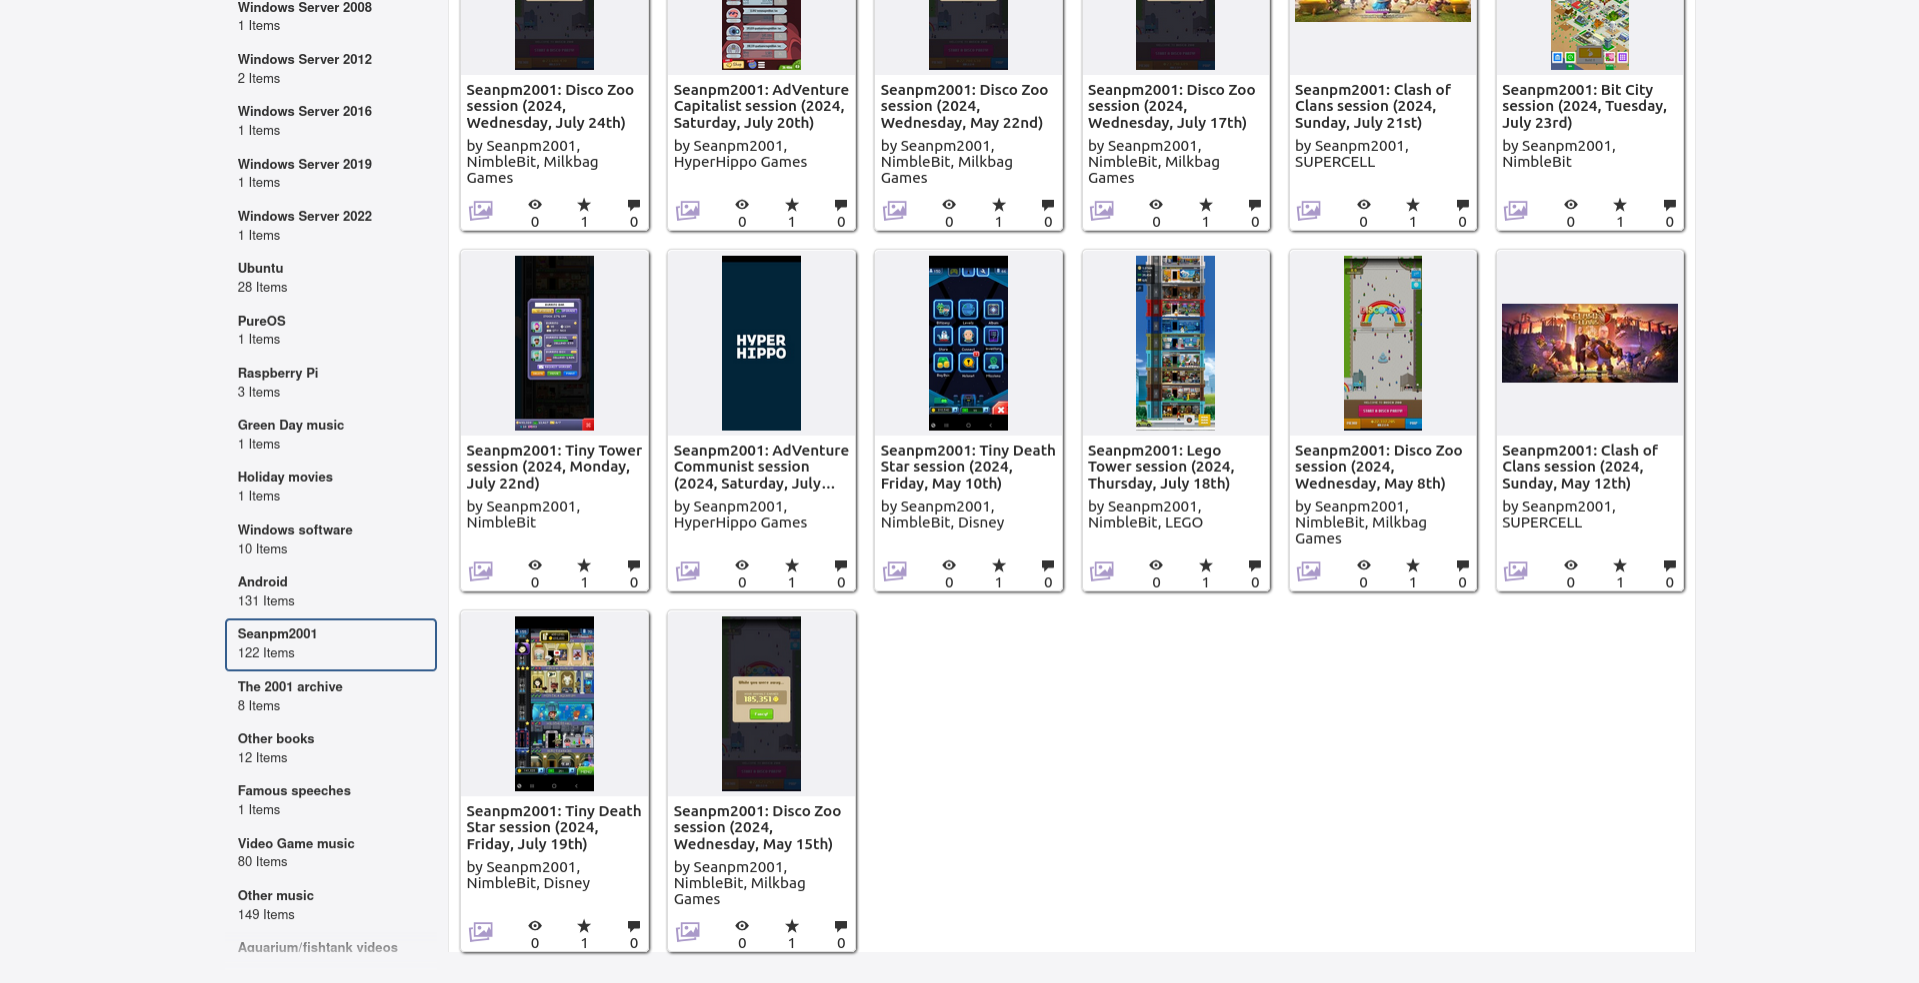 Windows Server 2008
1 Items
Windows Server 2012
2 Items
Windows Server 2016
1 Items
Windows Server 2019
1 Items
Windows Server 2022
1 Items
Ubuntu
28 Items
PureOS
1 Items
Raspberry Pi
3 Items
Green Day music
1 Items
Holiday movies
1 Items
Windows software
10 Items
Android
131 Items
Seanpm2001
122 Items
The 2001 archive
8 Items
Other books
12 Items
Famous speeches
1 Items
Video Game music
80 Items
Other music
149 Items
Aquarium/fishtank videos
Seanpm2001: Disco Zoo
session (2024,
Wednesday, July 24th)
by Seanpm2001,
NimbleBit, Milkbag
Games
0 1 0
Seanpm2001: AdVenture
Capitalist session (2024,
Saturday, July 20th)
by Seanpm2001,
HyperHippo Games
0 1 0
Seanpm2001: Disco Zoo
session (2024,
Wednesday, May 22nd)
by Seanpm2001,
NimbleBit, Milkbag
Games
0 1 0
Seanpm2001: Disco Zoo
session (2024,
Wednesday, July 17th)
by Seanpm2001,
NimbleBit, Milkbag
Games
0 1 0
Seanpm2001: Clash of
Clans session (2024,
Sunday, July 21st)
by Seanpm2001,
SUPERCELL
0 1 0
Seanpm2001: Bit City
session (2024, Tuesday,
July 23rd)
by Seanpm2001,
NimbleBit
0 1 0
Seanpm2001: Tiny Tower
session (2024, Monday,
July 22nd)
by Seanpm2001,
NimbleBit
0 1 0
HYPER
HIPPO
Seanpm2001: AdVenture
Communist session
(2024, Saturday, July...
by Seanpm2001,
HyperHippo Games
0 1 0
Seanpm2001: Tiny Death
Star session (2024,
Friday, May 10th)
by Seanpm2001,
NimbleBit, Disney
0 1 0
Seanpm2001: Lego
Tower session (2024,
Thursday, July 18th)
by Seanpm2001,
NimbleBit, LEGO
0 1 0
Seanpm2001: Disco Zoo
session (2024,
Wednesday, May 8th)
by Seanpm2001,
NimbleBit, Milkbag
Games
0 1 0
Seanpm2001: Clash of
Clans session (2024,
Sunday, May 12th)
by Seanpm2001,
SUPERCELL
0 1 0
Seanpm2001: Tiny Death
Star session (2024,
Friday, July 19th)
by Seanpm2001,
NimbleBit, Disney
0 1 0
While you were away...
185,351
Seanpm2001: Disco Zoo
session (2024,
Wednesday, May 15th)
by Seanpm2001,
NimbleBit, Milkbag
Games
0 1 0